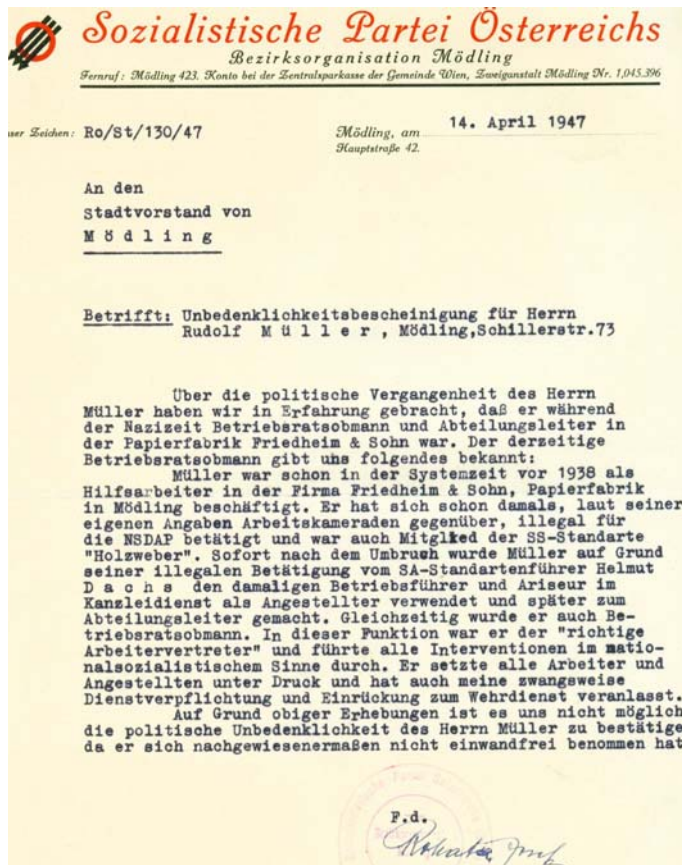 Sozialistische Partei Österreichs
Bezirksorganisation Mödling
Fernruf: Mödling 423. Konto bei der Zentralsparkasse der Gemeinde Wien, Zweiganstalt Mödling Nr. 1,045.396
ser Zeichen: Ro/St/130/47
Mödling, am 14. April 1947
Hauptstraße 42.
An den
Stadtvorstand von
M ö d l i n g
Betrifft: Unbedenklichkeitsbescheinigung für Herrn
Rudolf M ü l l e r , Mödling,Schillerstr.73
Über die politische Vergangenheit des Herrn
Müller haben wir in Erfahrung gebracht, daß er während
der Nazizeit Betriebsratsobmann und Abteilungsleiter in
der Papierfabrik Friedheim & Sohn war. Der derzeitige
Betriebsratsobmann gibt uns folgendes bekannt:
Müller war schon in der Systemzeit vor 1938 als
Hilfsarbeiter in der Firma Friedheim & Sohn, Papierfabrik
in Mödling beschäftigt. Er hat sich schon damals, laut seiner
eigenen Angaben Arbeitskameraden gegenüber, illegal für
die NSDAP betätigt und war auch Mitglied der SS-Standarte
"Holzweber". Sofort nach dem Umbruch wurde Müller auf Grund
seiner illegalen Betätigung vom SA-Standartenführer Helmut
D a c h s den damaligen Betriebsführer und Ariseur im
Kanzleidienst als Angestellter verwendet und später zum
Abteilungsleiter gemacht. Gleichzeitig wurde er auch Be-
triebsratsobmann. In dieser Funktion war er der "richtige
Arbeitervertreter" und führte alle Interventionen im natio-
nalsozialistischem Sinne durch. Er setzte alle Arbeiter und
Angestellten unter Druck und hat auch meine zwangsweise
Dienstverpflichtung und Einrückung zum Wehrdienst veranlasst.
Auf Grund obiger Erhebungen ist es uns nicht möglich
die politische Unbedenklichkeit des Herrn Müller zu bestätige
da er sich nachgewiesenermaßen nicht einwandfrei benommen hat
F.d.